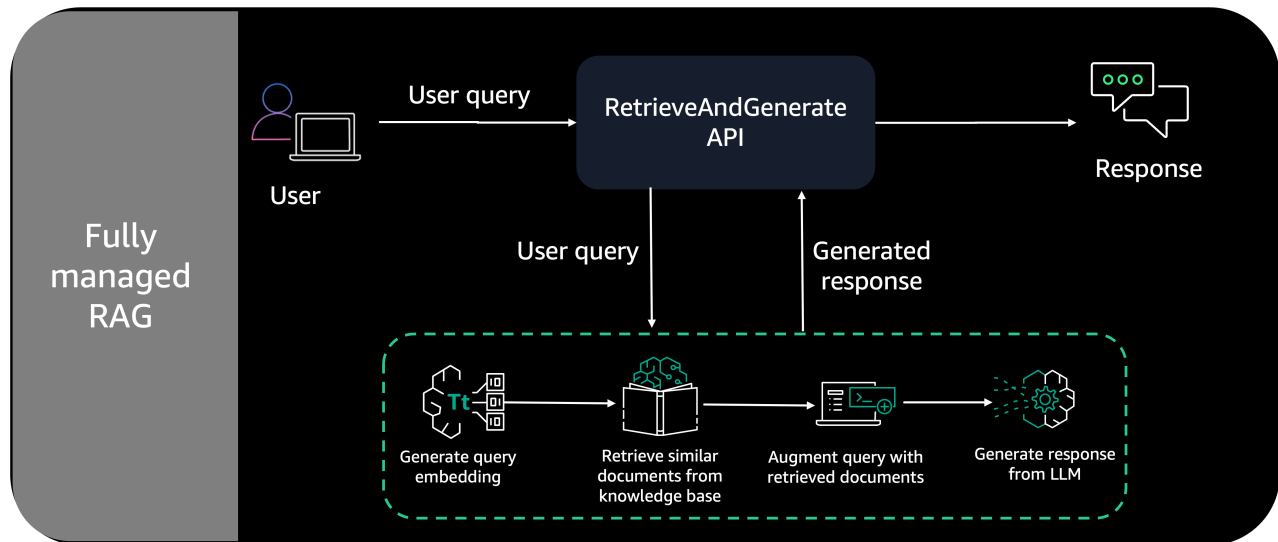 Fully
managed
RAG
User query
RetrieveAndGenerate
API
User
Response
User query
Generated
response
Tt
Generate query
embedding
Retrieve similar
documents from
knowledge base
Augment query with
retrieved documents
Generate response
from LLM